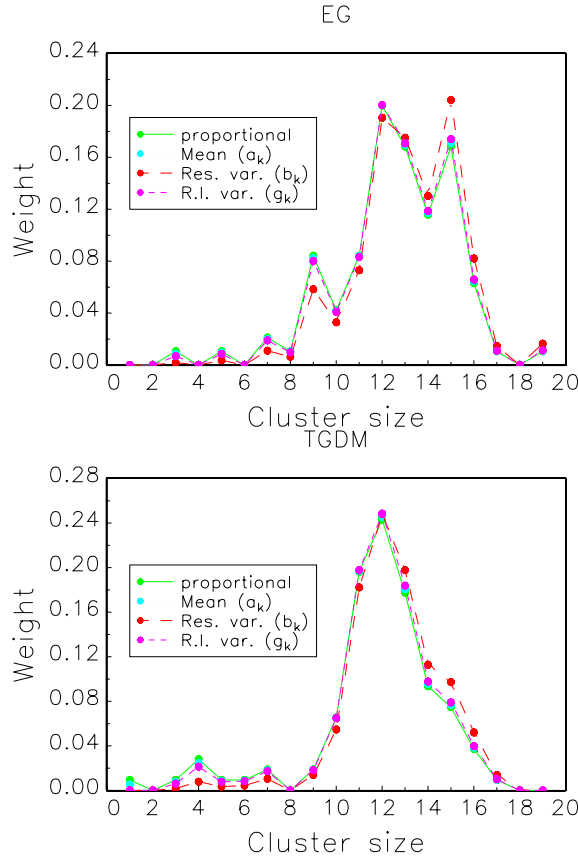 EG
Weight
0.24
0.20
0.16
0.12
0.08
0.04
0.00
proportional
Mean (a_k)
Res. var. (b_k)
R.I. var. (g_k)
0 2 4 6 8 10 12 14 16 18 20
Cluster size
TGDM
Weight
0.28
0.24
0.20
0.16
0.12
0.08
0.04
0.00
proportional
Mean (a_k)
Res. var. (b_k)
R.I. var. (g_k)
0 2 4 6 8 10 12 14 16 18 20
Cluster size